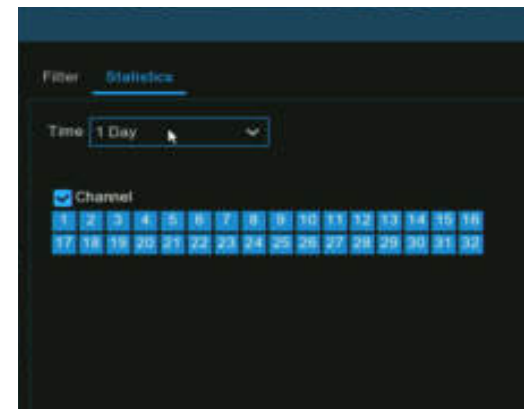 Filter Statistics
Time 1 Day
Channel
1 2 3 4 5 6 7 8 9 10 11 12 13 14 15 16
17 18 19 20 21 22 23 24 25 26 27 28 29 30 31 32